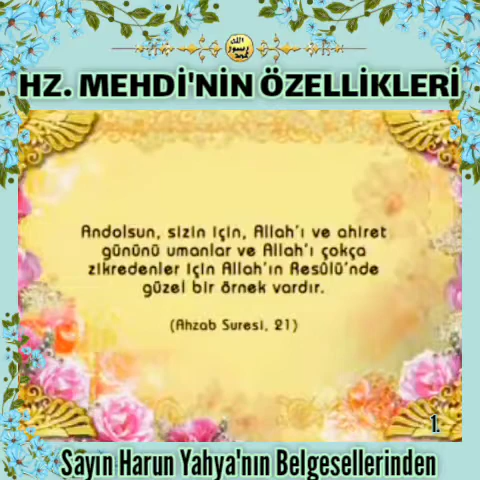 HZ. MEHDİ'NİN ÖZELLİKLERİ
Andolsun, sizin için, Allah'ı ve ahiret
gününü umanlar ve Allah'ı çokça
zikredenler için Allah'ın Resûlü'nde
güzel bir örnek vardır.
(Ahzab Suresi, 21)
1.
Sayın Harun Yahya'nın Belgesellerinden